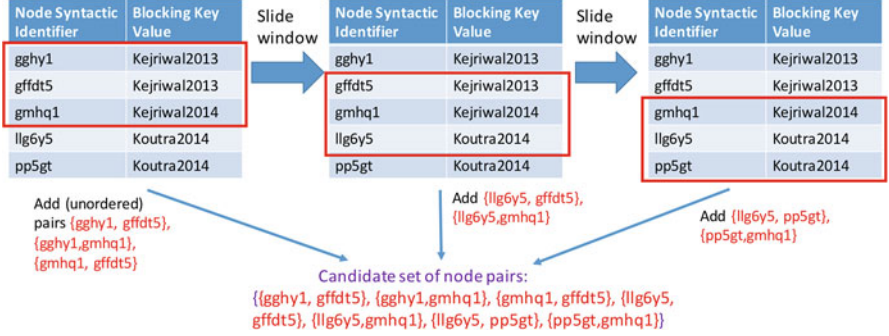 Node Syntactic Identifier Blocking Key Value
gghy1 Kejriwal2013
gffdt5 Kejriwal2013
gmhq1 Kejriwal2014
llg6y5 Koutra2014
pp5gt Koutra2014
Slide
window
Node Syntactic Identifier Blocking Key Value
gghy1 Kejriwal2013
gffdt5 Kejriwal2013
gmhq1 Kejriwal2014
llg6y5 Koutra2014
pp5gt Koutra2014
Slide
window
Node Syntactic Identifier Blocking Key Value
gghy1 Kejriwal2013
gffdt5 Kejriwal2013
gmhq1 Kejriwal2014
llg6y5 Koutra2014
pp5gt Koutra2014
Add (unordered)
pairs {gghy1, gffdt5},
{gghy1,gmhq1},
{gmhq1, gffdt5}
Add {llg6y5, gffdt5},
{llg6y5,gmhq1}
Add {llg6y5, pp5gt},
{pp5gt,gmhq1}
Candidate set of node pairs:
{{gghy1, gffdt5}, {gghy1,gmhq1}, {gmhq1, gffdt5}, {llg6y5,
gffdt5}, {llg6y5,gmhq1}, {llg6y5, pp5gt}, {pp5gt,gmhq1}}